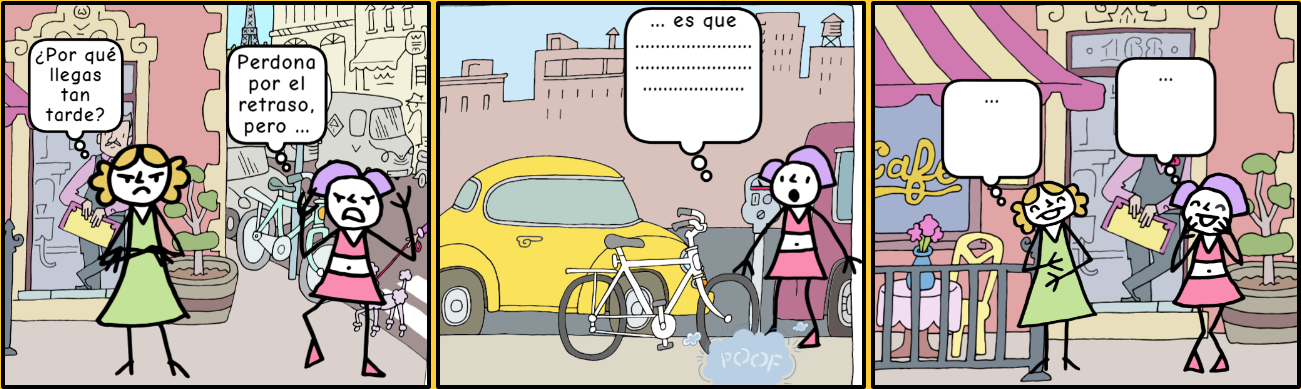 ¿Por qué
llegas
tan
tarde?
Perdona
por el
retraso,
pero ...
... es que
..............................
..............................
..........................
POOF
...
Café
...
168